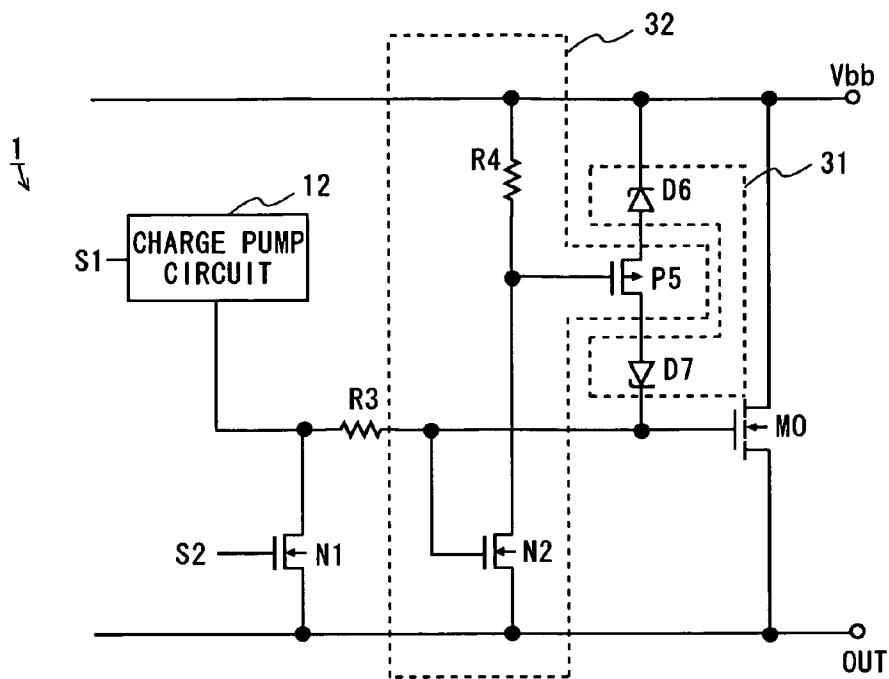 32
Vbb
1
R4
31
12
D6
CHARGE PUMP
CIRCUIT
S1
P5
D7
R3
M0
S2
N1
N2
OUT